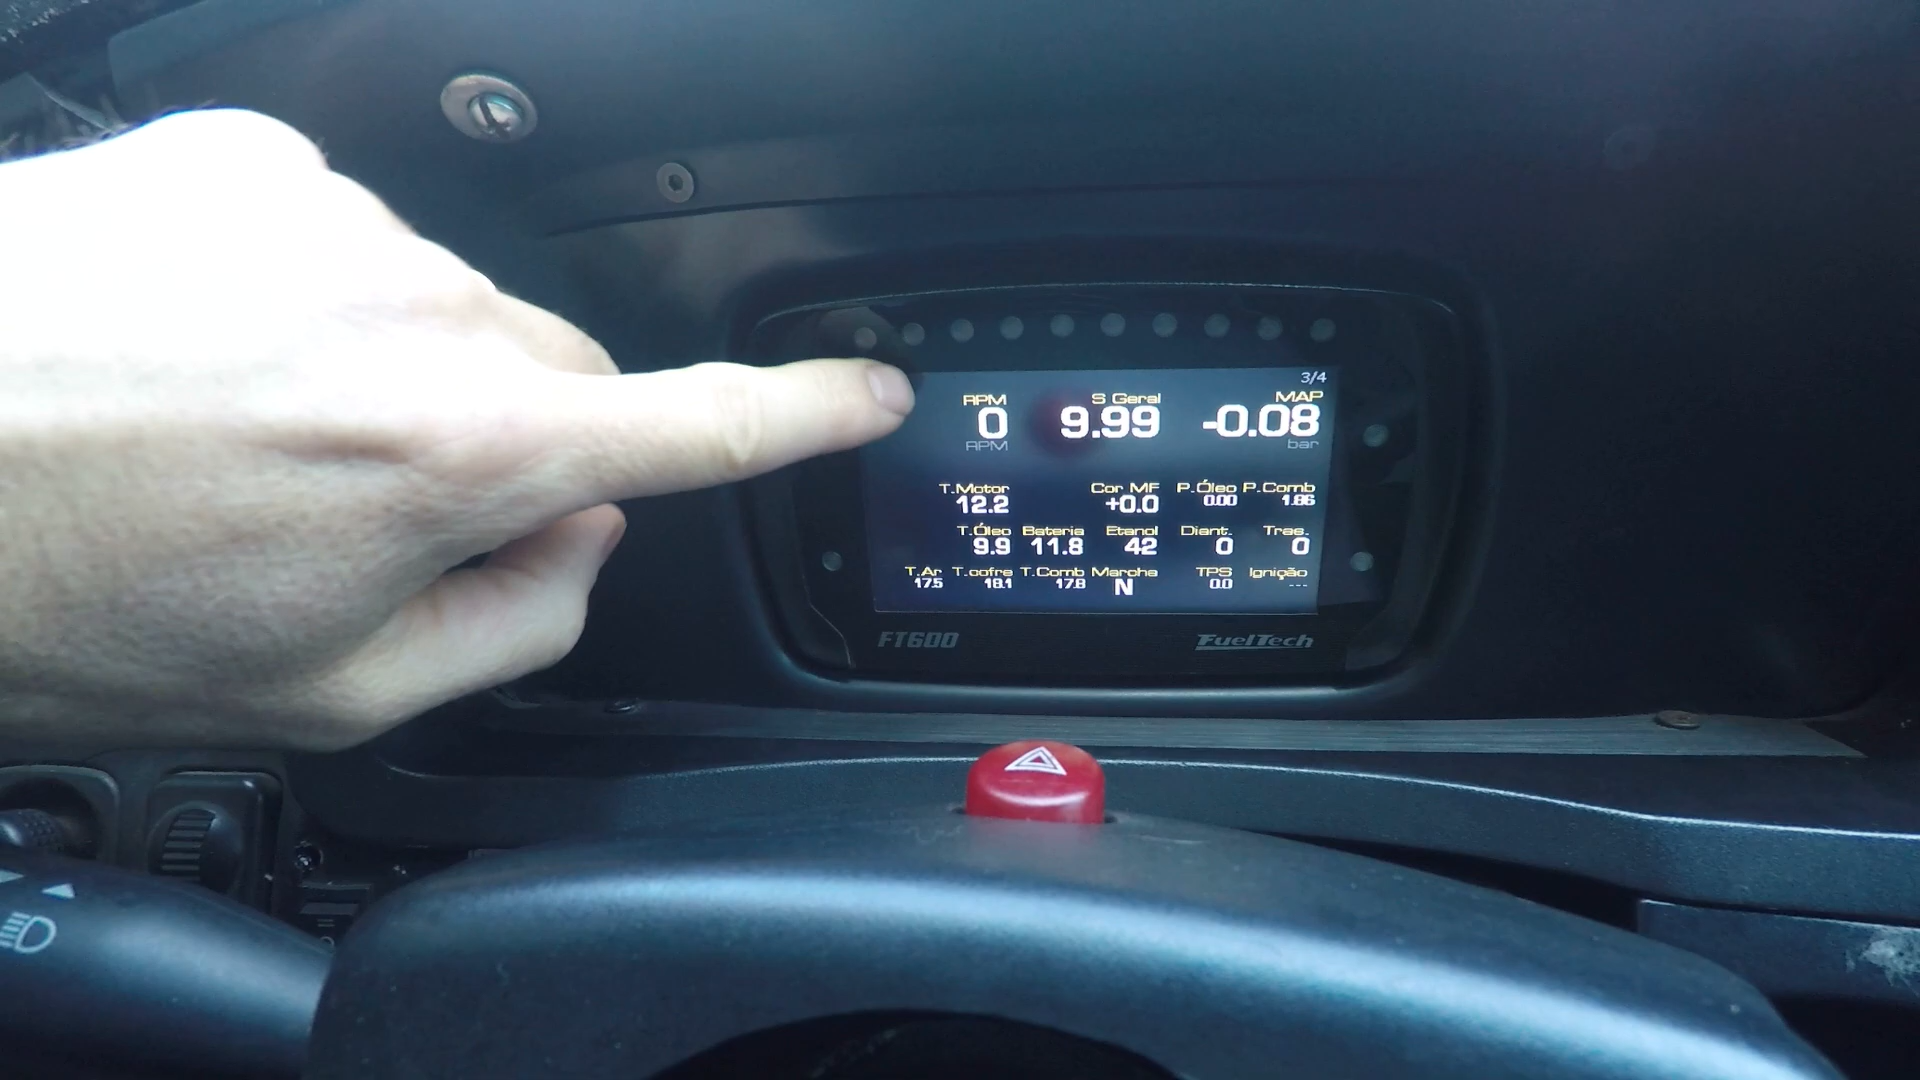 3/4
RPM S Geral MAP
0 9.99 -0.08
RPM bar
T.Motor Cor MF P.Óleo P.Comb
12.2 +0.0 0.00 1.86
T.Óleo Bateria Etanol Diant. Tras.
9.9 11.8 42 0 0
T.Ar T.cofre T.Comb Marcha TPS Ignição
17.5 18.1 17.8 N 0.0 ---
FT600 FuelTech